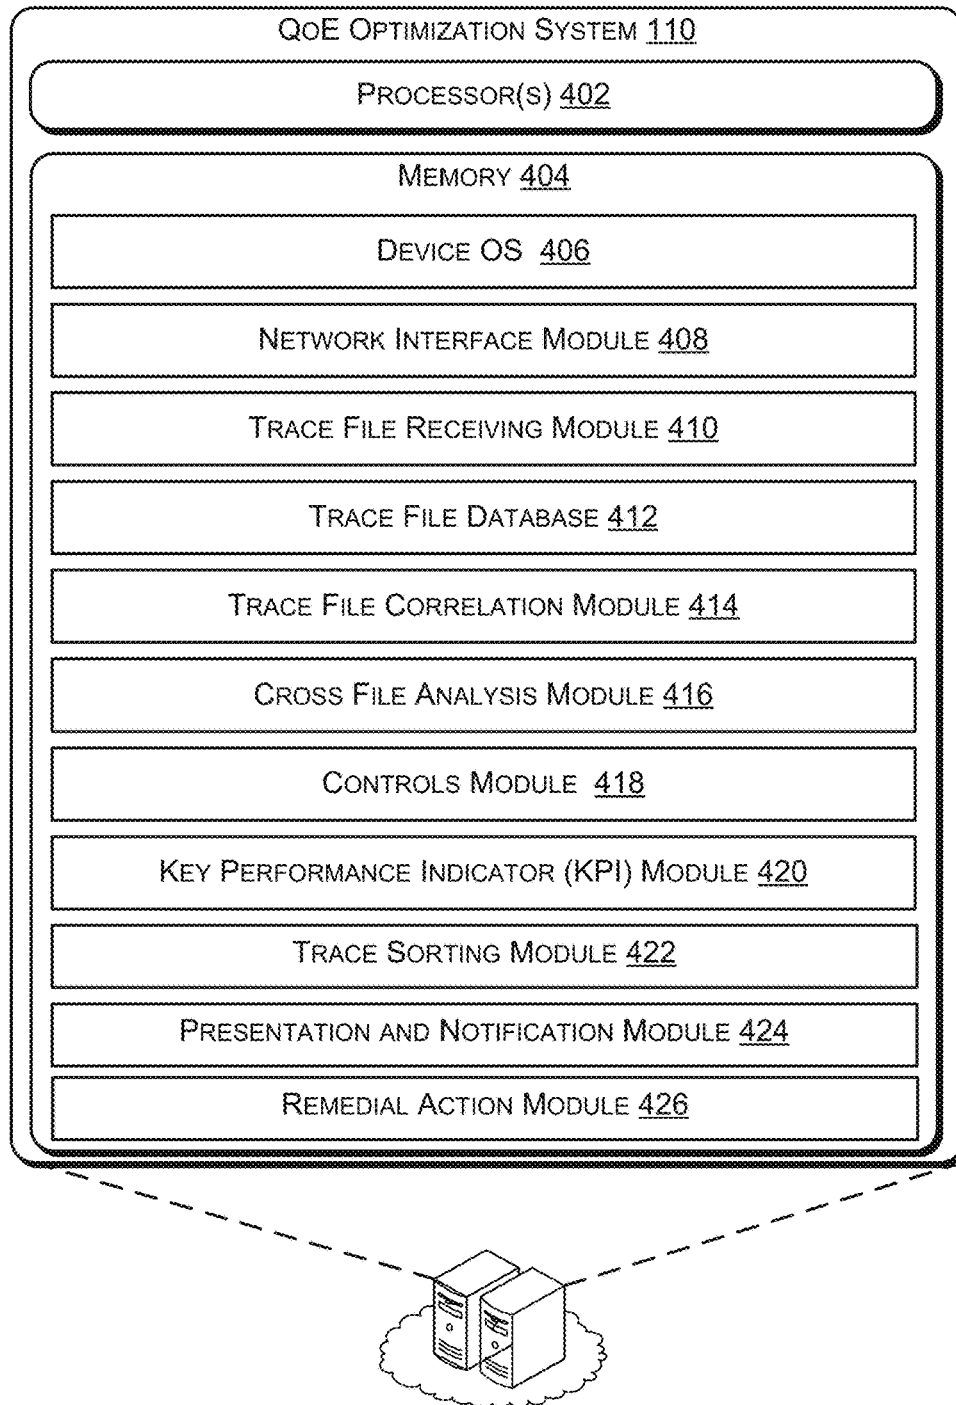 QOE OPTIMIZATION SYSTEM 110
PROCESSOR(S) 402
MEMORY 404
DEVICE OS 406
NETWORK INTERFACE MODULE 408
TRACE FILE RECEIVING MODULE 410
TRACE FILE DATABASE 412
TRACE FILE CORRELATION MODULE 414
CROSS FILE ANALYSIS MODULE 416
CONTROLS MODULE 418
KEY PERFORMANCE INDICATOR (KPI) MODULE 420
TRACE SORTING MODULE 422
PRESENTATION AND NOTIFICATION MODULE 424
REMEDIAL ACTION MODULE 426